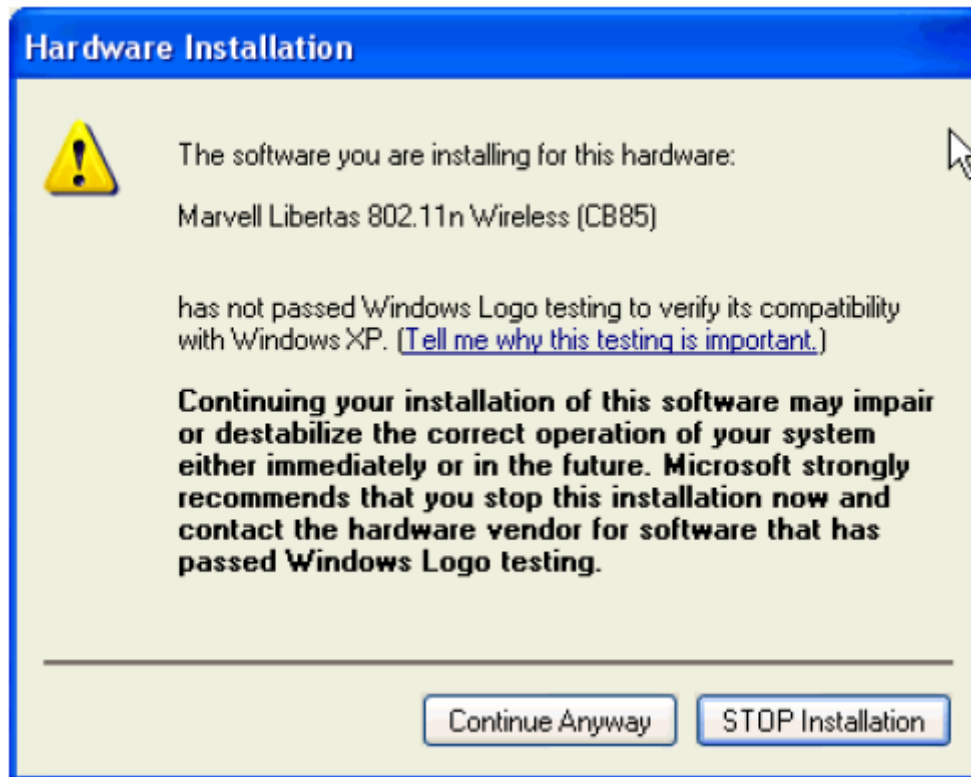 Hardware Installation
The software you are installing for this hardware:
Marvell Libertas 802.11n Wireless (CB85)
has not passed Windows Logo testing to verify its compatibility
with Windows XP. (Tell me why this testing is important.)
Continuing your installation of this software may impair
or destabilize the correct operation of your system
either immediately or in the future. Microsoft strongly
recommends that you stop this installation now and
contact the hardware vendor for software that has
passed Windows Logo testing.
Continue Anyway
STOP Installation